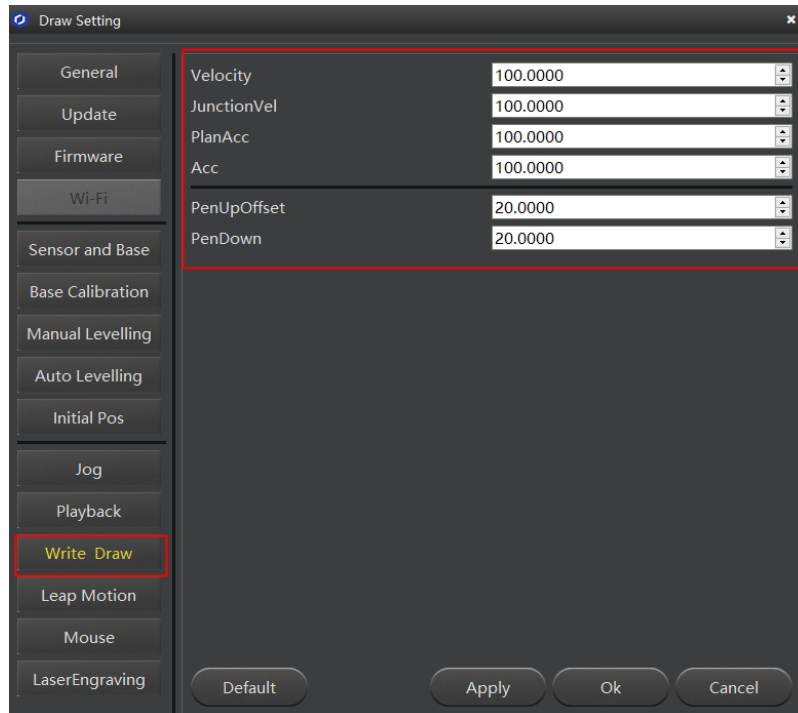 Draw Setting
General
Update
Firmware
Wi-Fi
Sensor and Base
Base Calibration
Manual Levelling
Auto Levelling
Initial Pos
Jog
Playback
Write Draw
Leap Motion
Mouse
LaserEngraving
Velocity 100.0000
JunctionVel 100.0000
PlanAcc 100.0000
Acc 100.0000
PenUpOffset 20.0000
PenDown 20.0000
Default Apply Ok Cancel